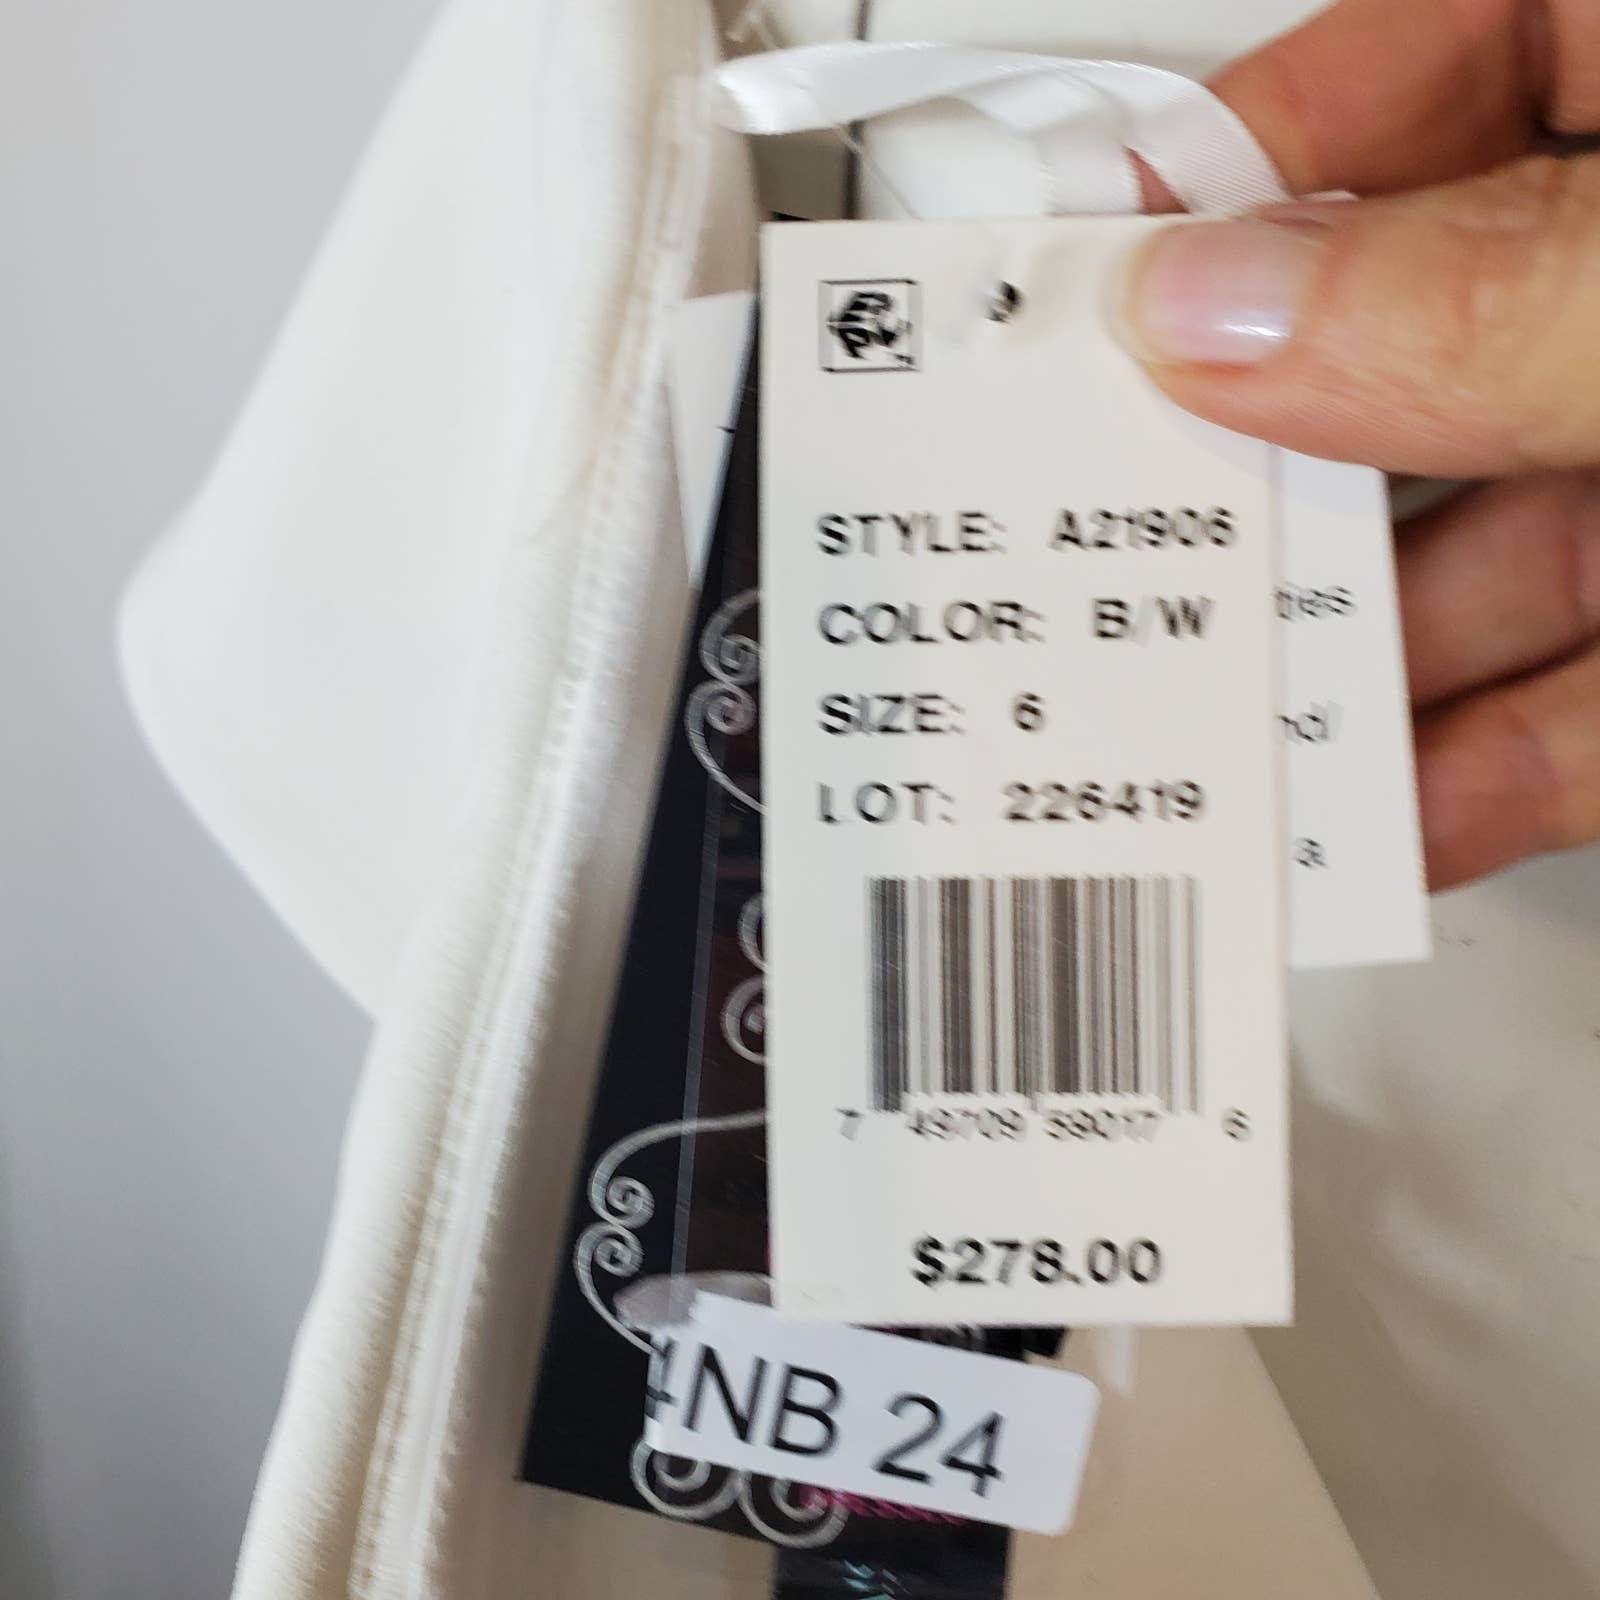 STYLE: A21906
COLOR: B/W
SIZE: 6
LOT: 226419
7 49709 59017 6
$278.00
NB 24